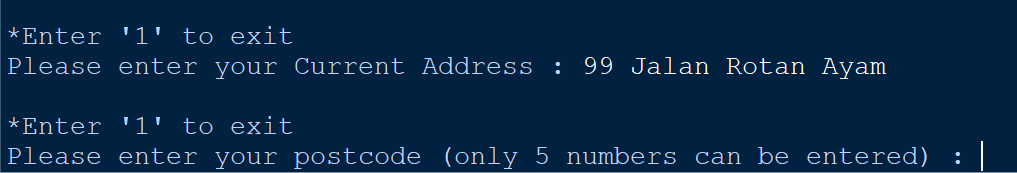 *Enter '1' to exit
Please enter your Current Address : 99 Jalan Rotan Ayam
*Enter '1' to exit
Please enter your postcode (only 5 numbers can be entered) :